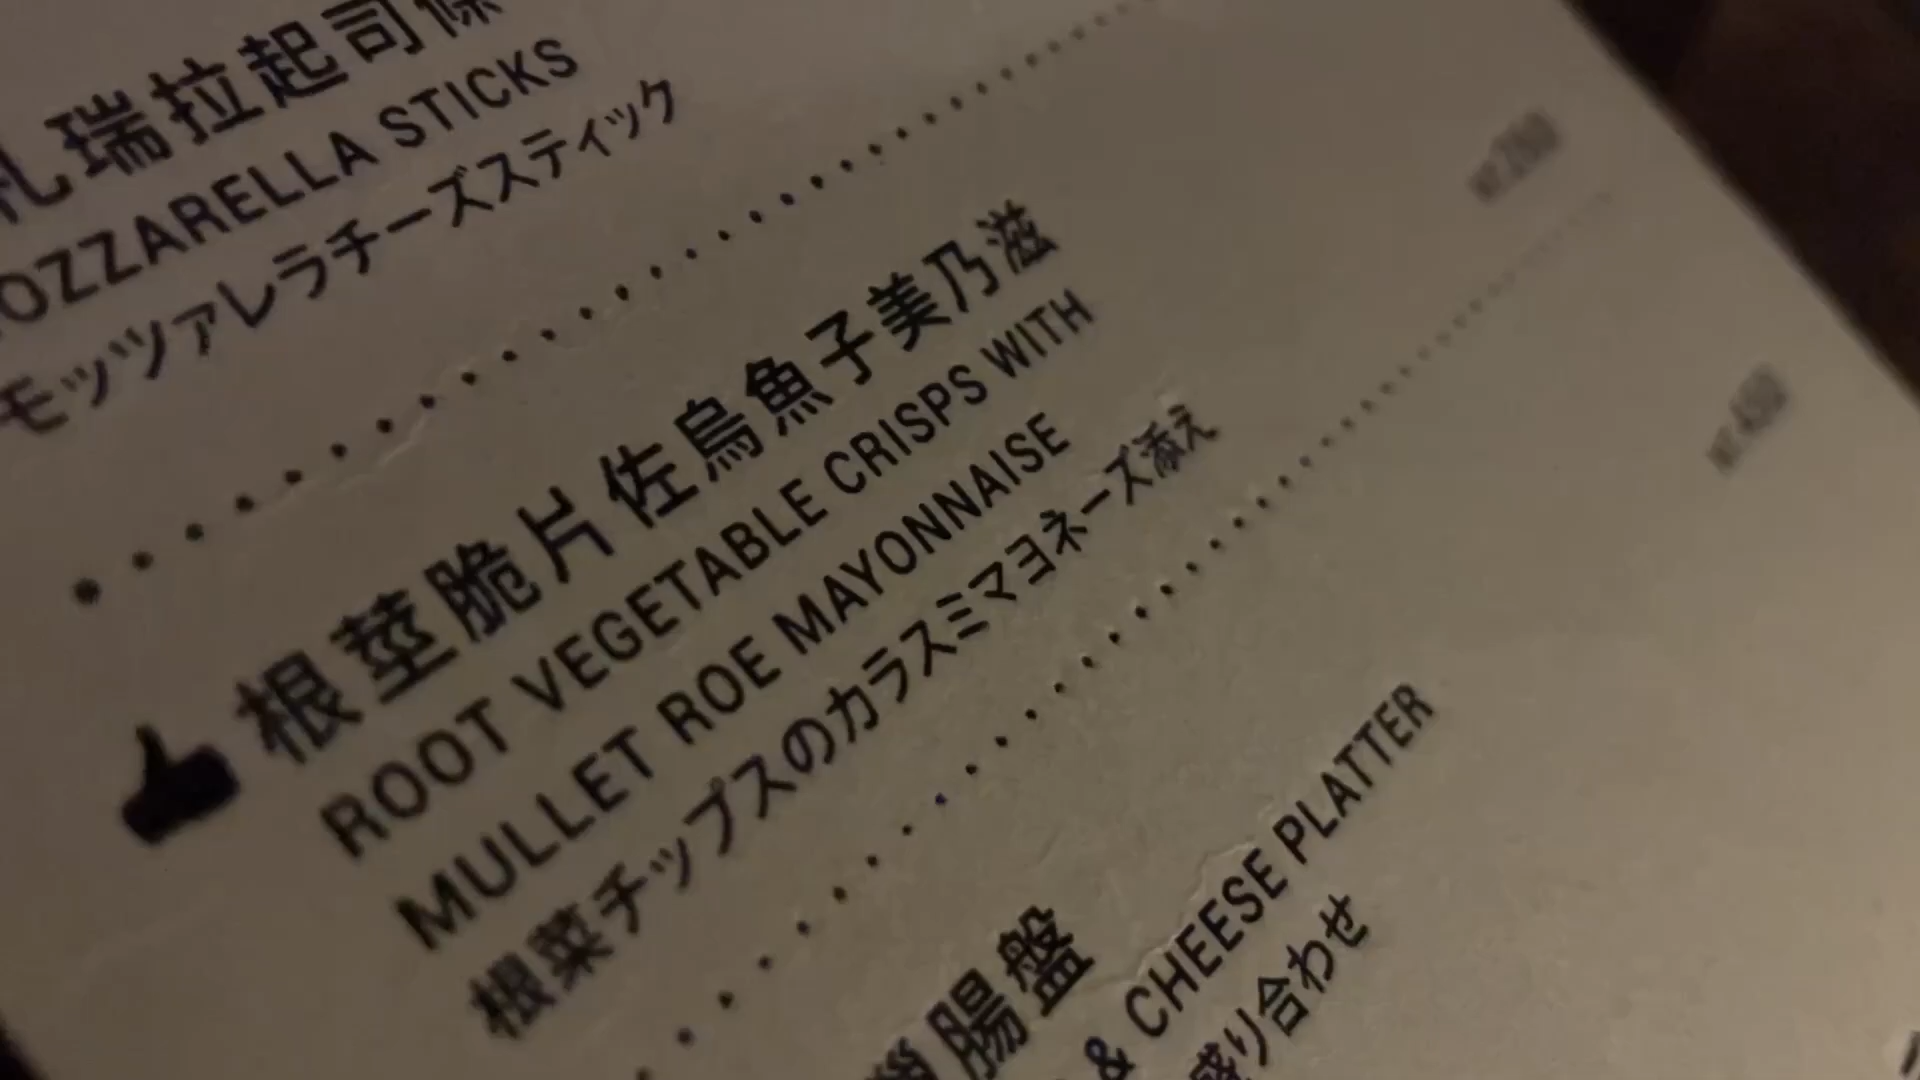 札瑞拉起司條
OZZARELLA STICKS
モッツァレラチーズスティック
根莖脆片佐烏魚子美乃滋
ROOT VEGETABLE CRISPS WITH
MULLET ROE MAYONNAISE
根菜チップスのカラスミマヨネーズ添え
腸盤
& CHEESE PLATTER
盛り合わせ